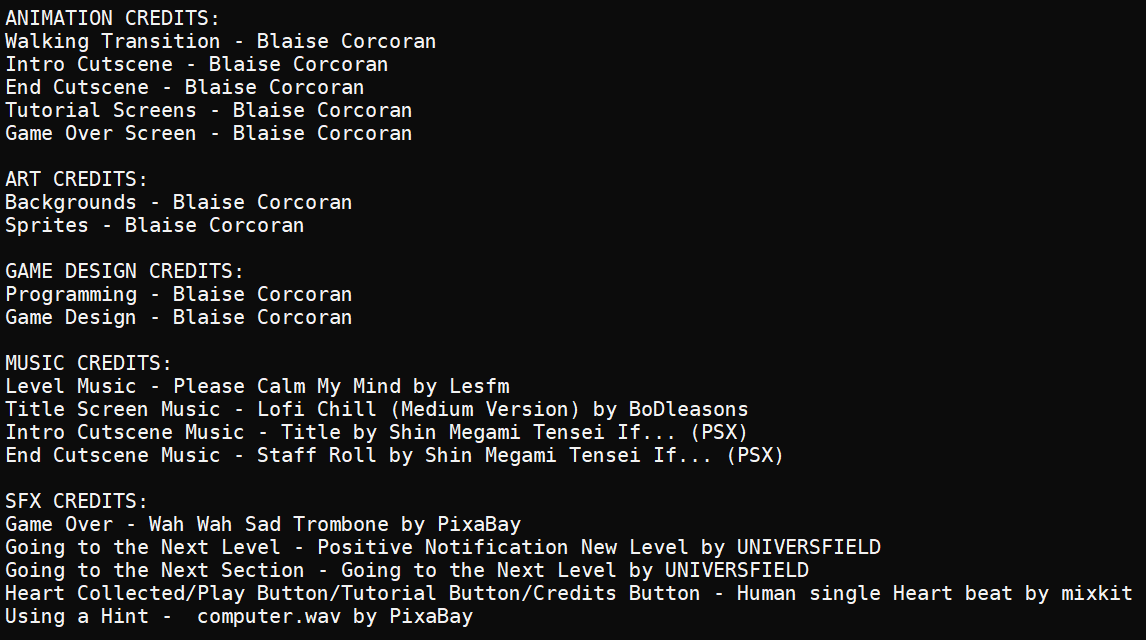 ANIMATION CREDITS:
Walking Transition - Blaise Corcoran
Intro Cutscene - Blaise Corcoran
End Cutscene - Blaise Corcoran
Tutorial Screens - Blaise Corcoran
Game Over Screen - Blaise Corcoran

ART CREDITS:
Backgrounds - Blaise Corcoran
Sprites - Blaise Corcoran

GAME DESIGN CREDITS:
Programming - Blaise Corcoran
Game Design - Blaise Corcoran

MUSIC CREDITS:
Level Music - Please Calm My Mind by Lesfm
Title Screen Music - Lofi Chill (Medium Version) by BoDleasons
Intro Cutscene Music - Title by Shin Megami Tensei If... (PSX)
End Cutscene Music - Staff Roll by Shin Megami Tensei If... (PSX)

SFX CREDITS:
Game Over - Wah Wah Sad Trombone by PixaBay
Going to the Next Level - Positive Notification New Level by UNIVERSFIELD
Going to the Next Section - Going to the Next Level by UNIVERSFIELD
Heart Collected/Play Button/Tutorial Button/Credits Button - Human single Heart beat by mixkit
Using a Hint -  computer.wav by PixaBay